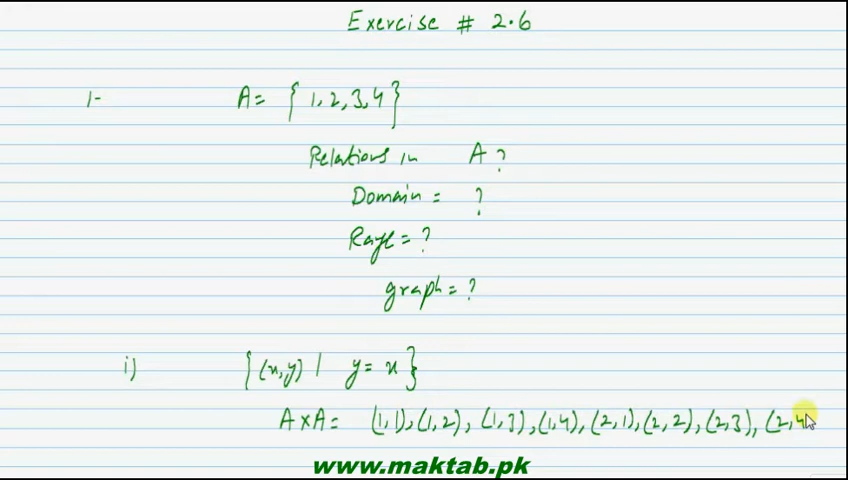 Exercise # 2.6
1- A= {1,2,3,4}
Relations in A?
Domain = ?
Range = ?
graph = ?
i) {(x,y) | y= x}
A×A= (1,1),(1,2),(1,3),(1,4),(2,1),(2,2),(2,3),(2,4
www.maktab.pk